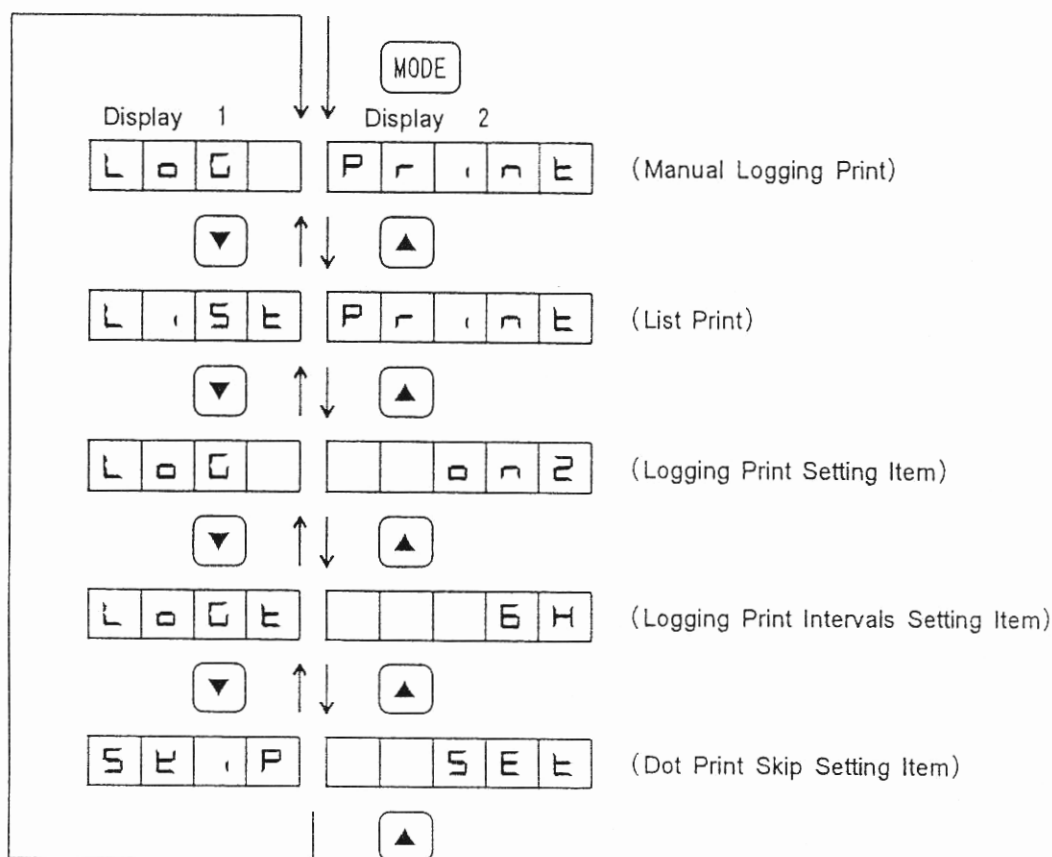 MODE
Display 1 Display 2
LoG Print (Manual Logging Print)
▼ ▲
LiSt Print (List Print)
▼ ▲
LoG on2 (Logging Print Setting Item)
▼ ▲
LoGt 6H (Logging Print Intervals Setting Item)
▼ ▲
SkiP SEt (Dot Print Skip Setting Item)
▲